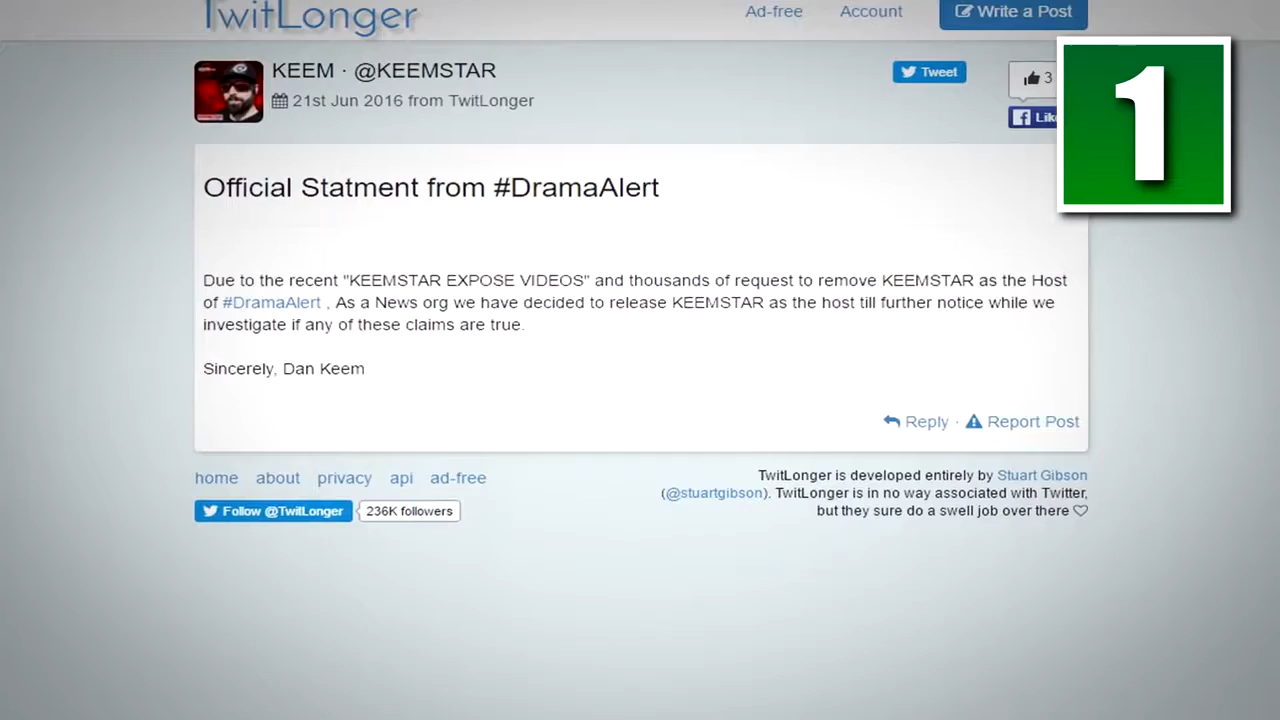 TwitLonger
Ad-free Account Write a Post
KEEM · @KEEMSTAR
21st Jun 2016 from TwitLonger
Tweet
3
Like
1
Official Statment from #DramaAlert
Due to the recent "KEEMSTAR EXPOSE VIDEOS" and thousands of request to remove KEEMSTAR as the Host
of #DramaAlert , As a News org we have decided to release KEEMSTAR as the host till further notice while we
investigate if any of these claims are true.
Sincerely, Dan Keem
Reply · Report Post
home about privacy api ad-free
Follow @TwitLonger 236K followers
TwitLonger is developed entirely by Stuart Gibson
(@stuartgibson). TwitLonger is in no way associated with Twitter,
but they sure do a swell job over there ♡